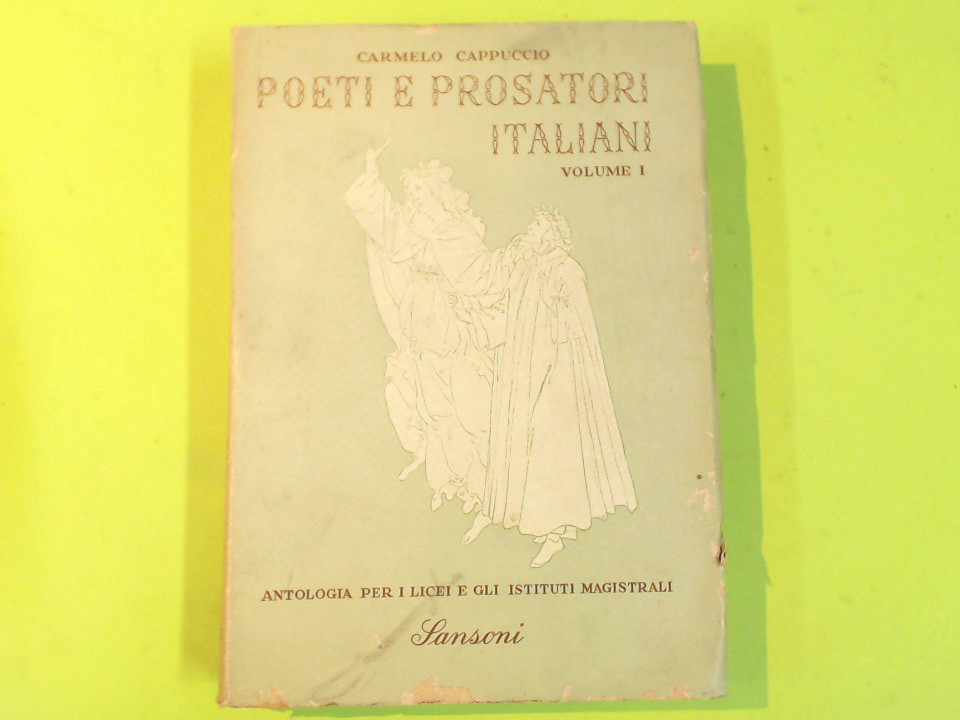 CARMELO CAPPUCCIO
POETI E PROSATORI
ITALIANI
VOLUME I
ANTOLOGIA PER I LICEI E GLI ISTITUTI MAGISTRALI
Sansoni